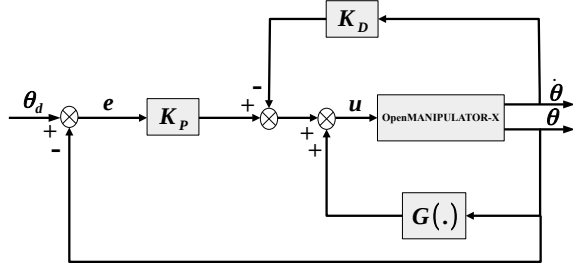 K_D
θ_d
+
-
e
K_P
-
+
+
+
u
OpenMANIPULATOR-X
θ̇
θ
G(.)